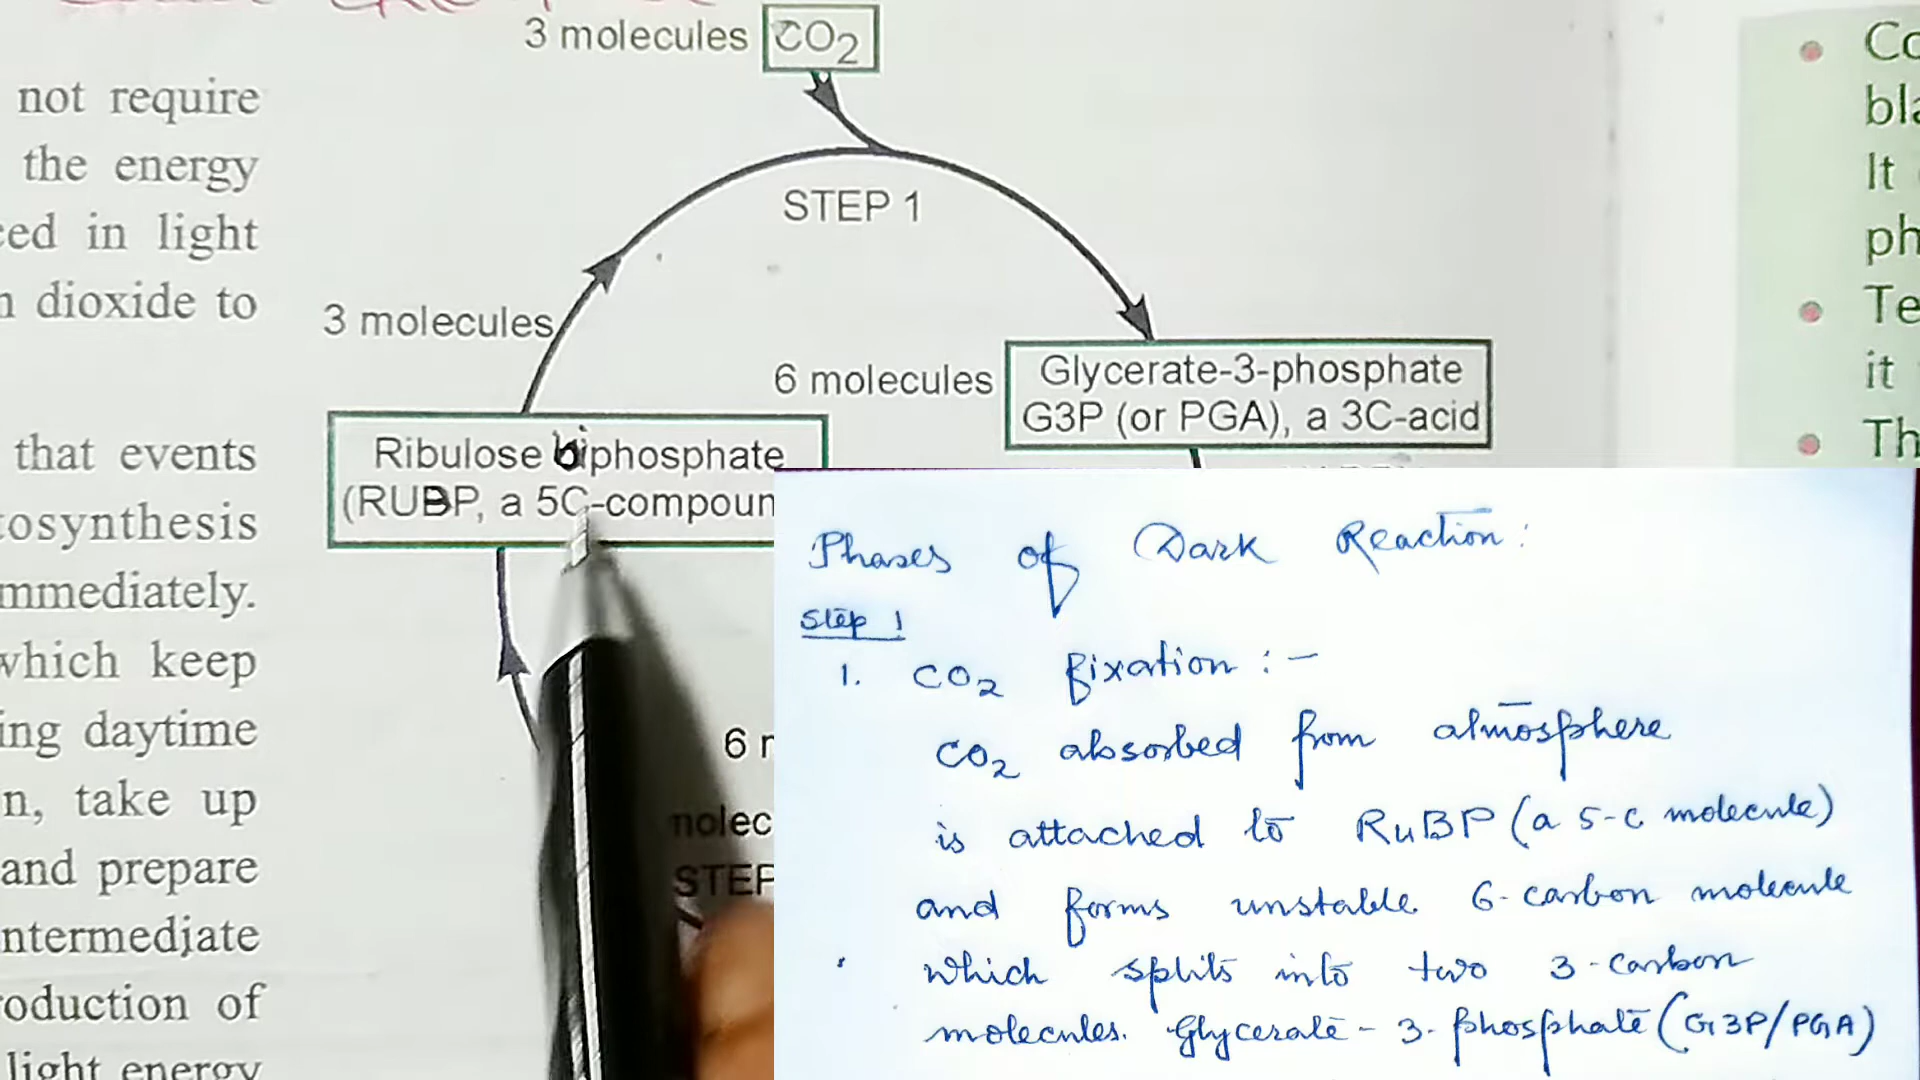 3 molecules CO2
STEP 1
3 molecules
6 molecules
Glycerate-3-phosphate
G3P (or PGA), a 3C-acid
Ribulose biphosphate
(RUBP, a 5C-compoun
6
molec
STEP
not require
the energy
ced in light
dioxide to
that events
tosynthesis
mmediately.
which keep
ing daytime
n, take up
and prepare
ntermediate
roduction of
light energy
Co
bla
It
ph
Te
it
Th
Phases of Dark Reaction:
Step 1
1. CO2 fixation :-
CO2 absorbed from atmosphere
is attached to RuBP (a 5-C molecule)
and forms unstable 6-carbon molecule
which splits into two 3-carbon
molecules. Glycerate-3-phosphate (G3P/PGA)